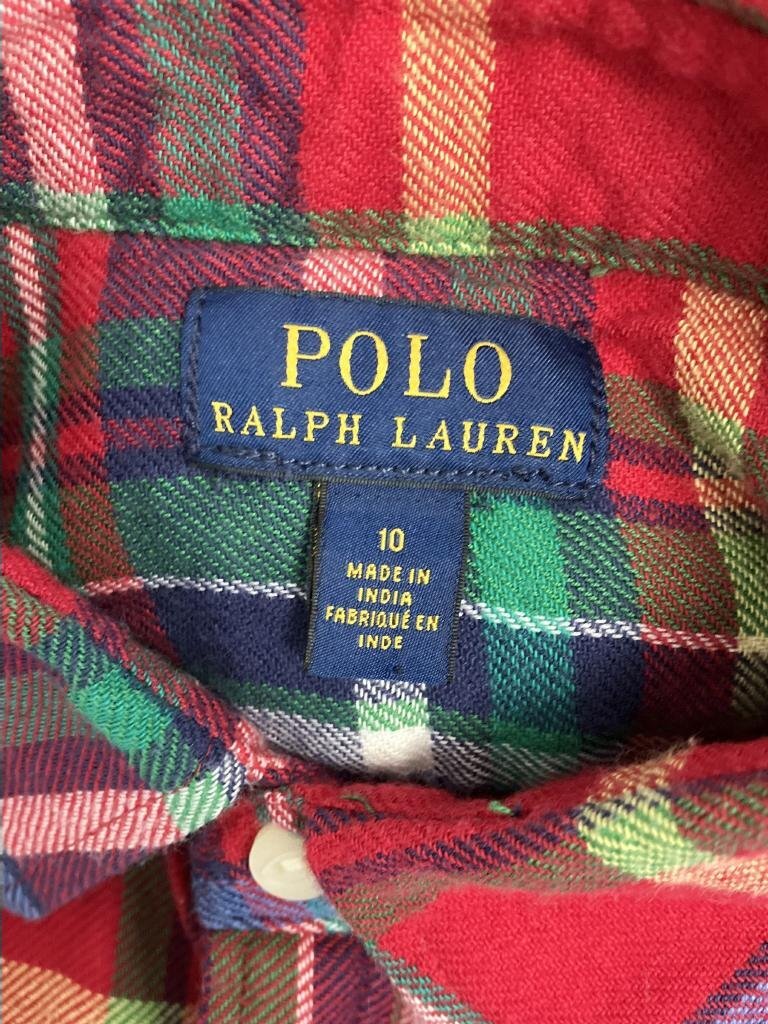 POLO
RALPH LAUREN
10
MADE IN
INDIA
FABRIQUÉ EN
INDE